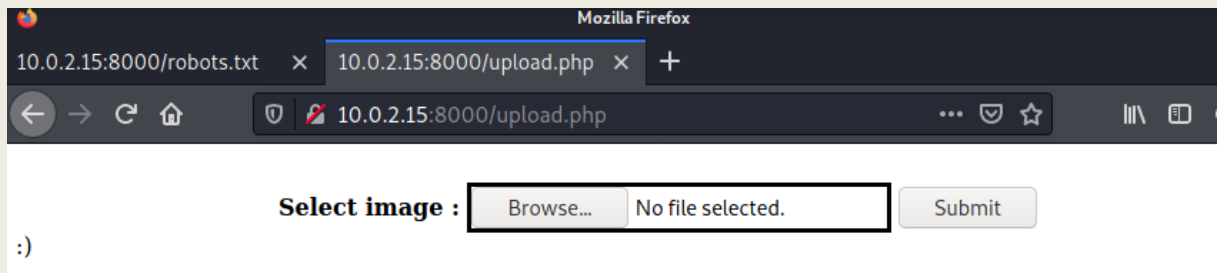 Mozilla Firefox
10.0.2.15:8000/robots.txt × 10.0.2.15:8000/upload.php × +
10.0.2.15:8000/upload.php
Select image : Browse... No file selected. Submit
:)